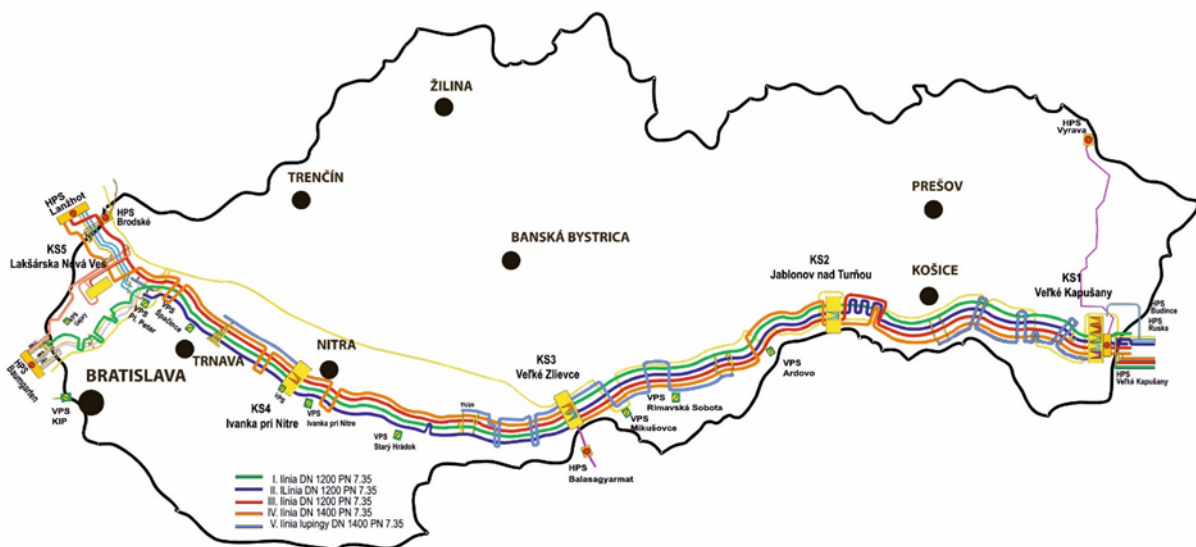 ŽILINA
HPS
Vyrava
TRENČÍN
PREŠOV
HPS
Lanžhot
HPS
Brodské
BANSKÁ BYSTRICA
KS5
Lakšárska Nová Ves
KS2
Jablonov nad Turňou
KOŠICE
KS1
Veľké Kapušany
HPS
Budince
HPS
Ruska
HPS
Veľké Kapušany
VPS
Pl. Peter
VPS
Špačince
TRNAVA
NITRA
HPS
Baumgarten
BRATISLAVA
VPS
KIP
KS3
Veľké Zlievce
VPS
Ardovo
VPS
Rimavská Sobota
VPS
Mikušovce
KS4
Ivanka pri Nitre
VPS
VPS
Ivanka pri Nitre
TU20
VPS
Starý Hrádok
HPS
Balasagyarmat
I. línia DN 1200 PN 7.35
II. lLínia DN 1200 PN 7.35
III. línia DN 1200 PN 7.35
IV. línia DN 1400 PN 7.35
V. línia lupingy DN 1400 PN 7.35